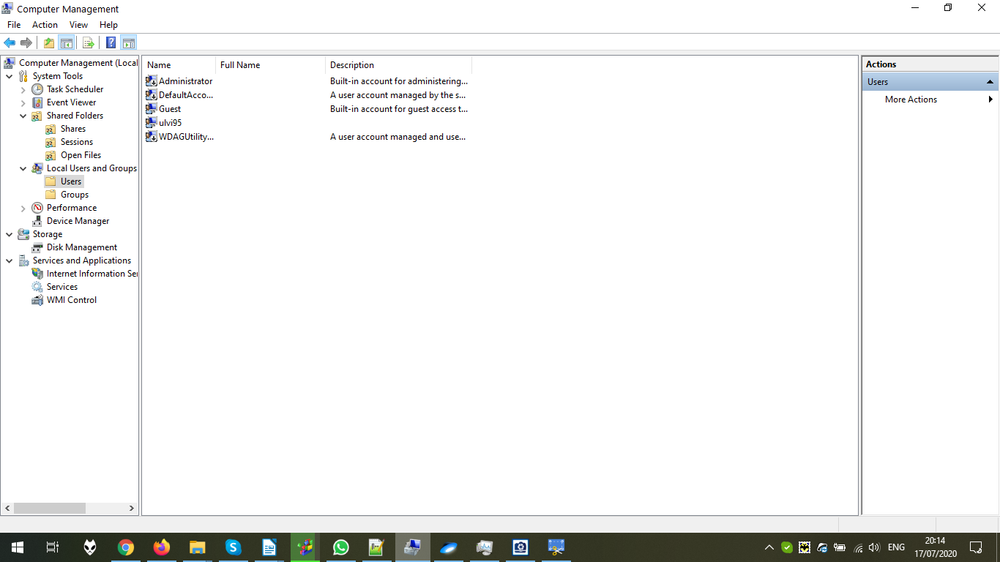 Computer Management
File Action View Help
Computer Management (Local
System Tools
Task Scheduler
Event Viewer
Shared Folders
Shares
Sessions
Open Files
Local Users and Groups
Users
Groups
Performance
Device Manager
Storage
Disk Management
Services and Applications
Internet Information Ser
Services
WMI Control
Name Full Name Description
Administrator Built-in account for administering...
DefaultAcco... A user account managed by the s...
Guest Built-in account for guest access t...
ulvi95
WDAGUtility... A user account managed and use...
Actions
Users
More Actions
ENG
20:14
17/07/2020